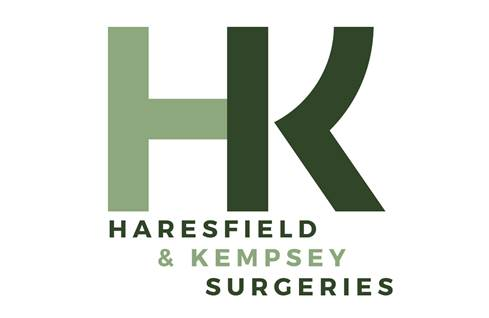 HK
HARESFIELD
& KEMPSEY
SURGERIES